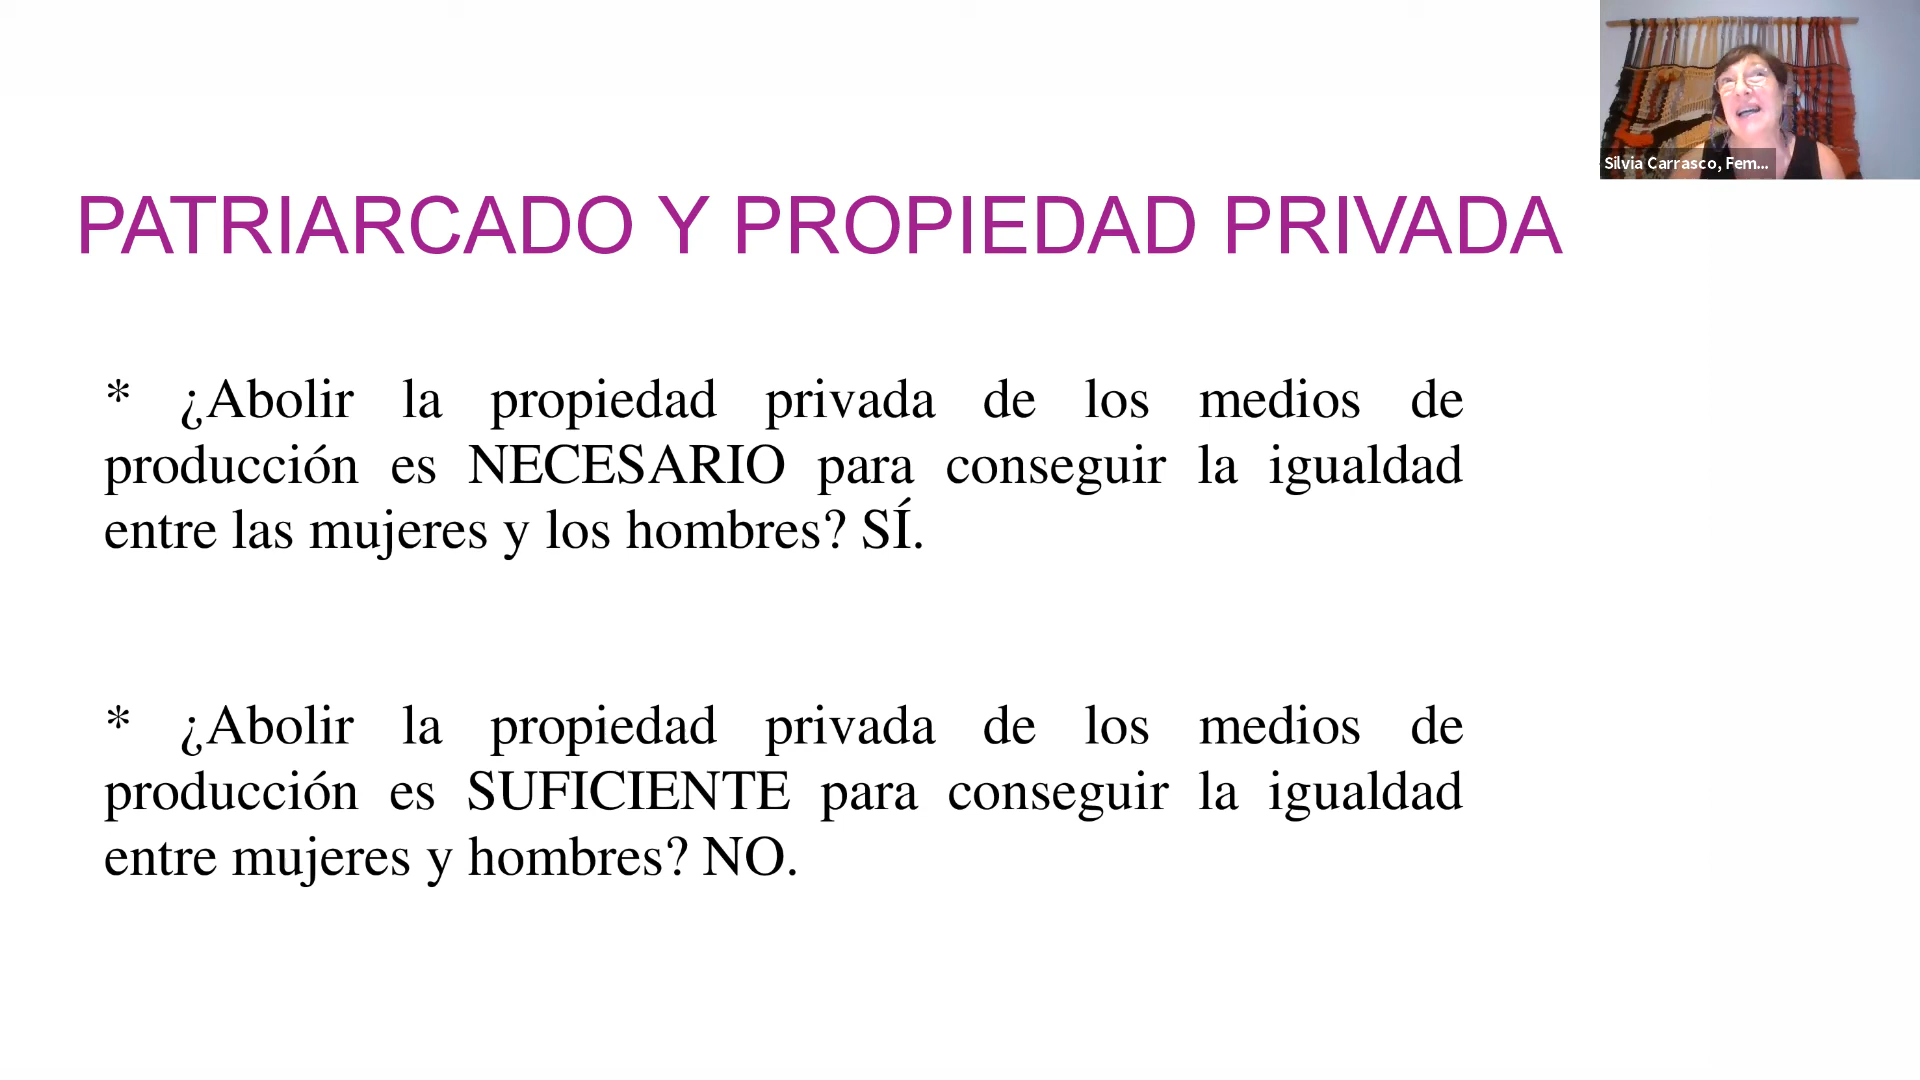 Silvia Carrasco, Fem...
PATRIARCADO Y PROPIEDAD PRIVADA
* ¿Abolir la propiedad privada de los medios de
producción es NECESARIO para conseguir la igualdad
entre las mujeres y los hombres? SÍ.
* ¿Abolir la propiedad privada de los medios de
producción es SUFICIENTE para conseguir la igualdad
entre mujeres y hombres? NO.